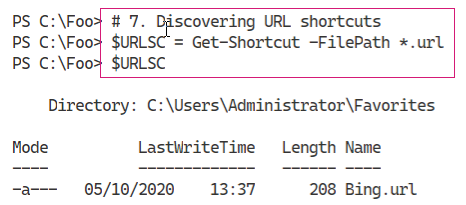 PS C:\Foo> # 7. Discovering URL shortcuts
PS C:\Foo> $URLSC = Get-Shortcut -FilePath *.url
PS C:\Foo> $URLSC
Directory: C:\Users\Administrator\Favorites
Mode LastWriteTime Length Name
---- ------------- ------ ----
-a--- 05/10/2020 13:37 208 Bing.url